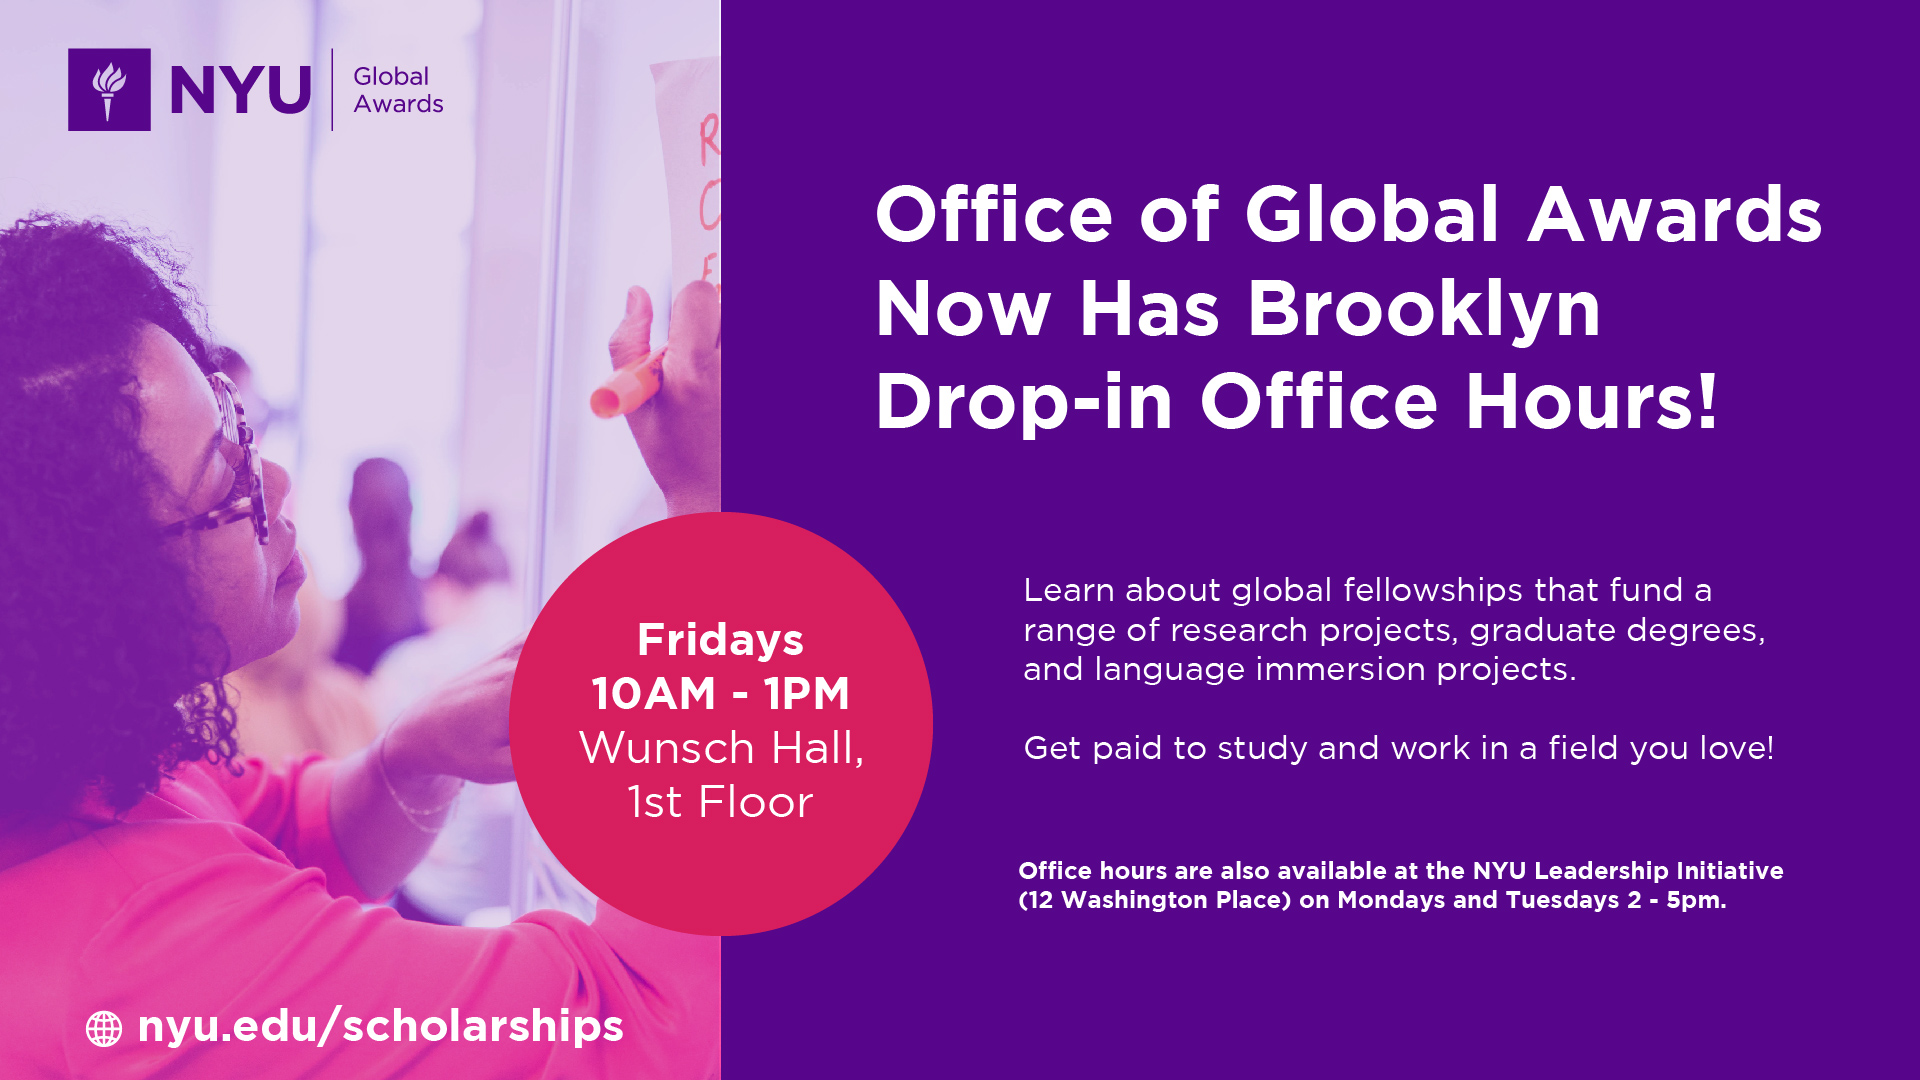 NYU
Global
Awards
R
O
F
Office of Global Awards
Now Has Brooklyn
Drop-in Office Hours!
Fridays
10AM - 1PM
Wunsch Hall,
1st Floor
Learn about global fellowships that fund a
range of research projects, graduate degrees,
and language immersion projects.
Get paid to study and work in a field you love!
Office hours are also available at the NYU Leadership Initiative
(12 Washington Place) on Mondays and Tuesdays 2 - 5pm.
nyu.edu/scholarships